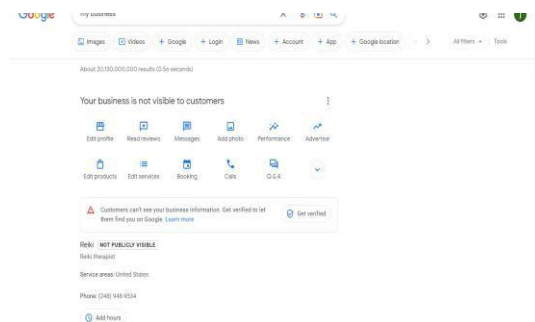 Google my business
Images Videos + Google + Login News + Account + App + Google location All filters Tools
About 20,130,000,000 results (0.56 seconds)
Your business is not visible to customers
Edit profile Read reviews Messages Add photo Performance Advertise
Edit products Edit services Booking Calls Q & A
Customers can't see your business information. Get verified to let
them find you on Google. Learn more
Get verified
Reiki NOT PUBLICLY VISIBLE
Reiki therapist
Service areas: United States
Phone: (248) 948-9534
Add hours